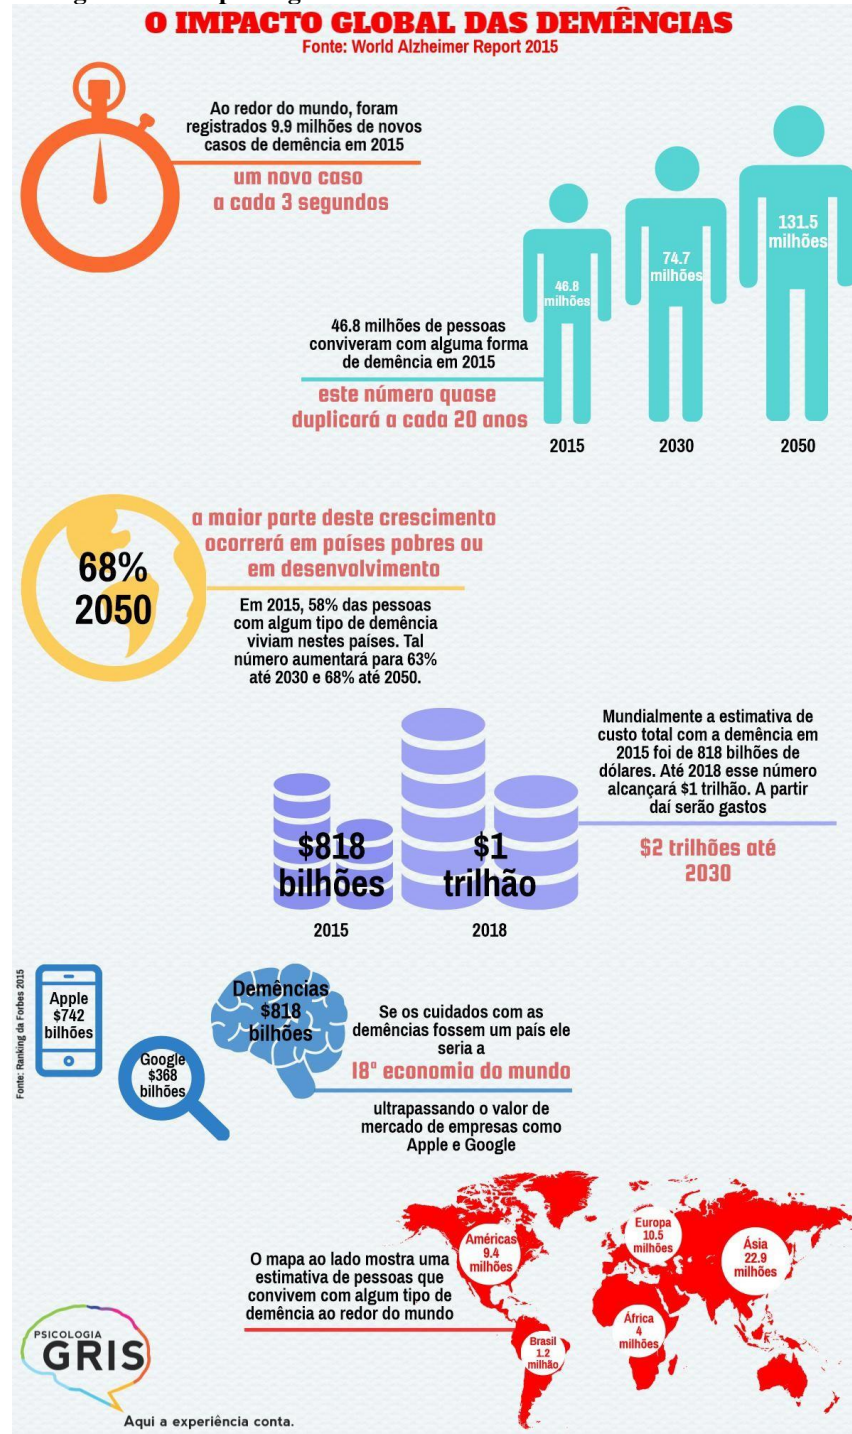 O IMPACTO GLOBAL DAS DEMÊNCIAS
Fonte: World Alzheimer Report 2015
Ao redor do mundo, foram
registrados 9.9 milhões de novos
casos de demência em 2015
um novo caso
a cada 3 segundos
131.5
milhões
74.7
milhões
46.8
milhões
46.8 milhões de pessoas
conviveram com alguma forma
de demência em 2015
este número quase
duplicará a cada 20 anos
2015
2030
2050
a maior parte deste crescimento
ocorrerá em países pobres ou
em desenvolvimento
68%
2050
Em 2015, 58% das pessoas
com algum tipo de demência
viviam nestes países. Tal
número aumentará para 63%
até 2030 e 68% até 2050.
Mundialmente a estimativa de
custo total com a demência em
2015 foi de 818 bilhões de
dólares. Até 2018 esse número
alcançará $1 trilhão. A partir
daí serão gastos
$2 trilhões até
2030
$818
bilhões
2015
$1
trilhão
2018
Fonte: Ranking da Forbes 2015
Apple
$742
bilhões
Google
$368
bilhões
Demências
$818
bilhões
Se os cuidados com as
demências fossem um país ele
seria a
18ª economia do mundo
ultrapassando o valor de
mercado de empresas como
Apple e Google
O mapa ao lado mostra uma
estimativa de pessoas que
convivem com algum tipo de
demência ao redor do mundo
Américas
9.4
milhões
Europa
10.5
milhões
Ásia
22.9
milhões
África
4
milhões
Brasil
1.2
milhão
PSICOLOGIA
GRIS
Aqui a experiência conta.